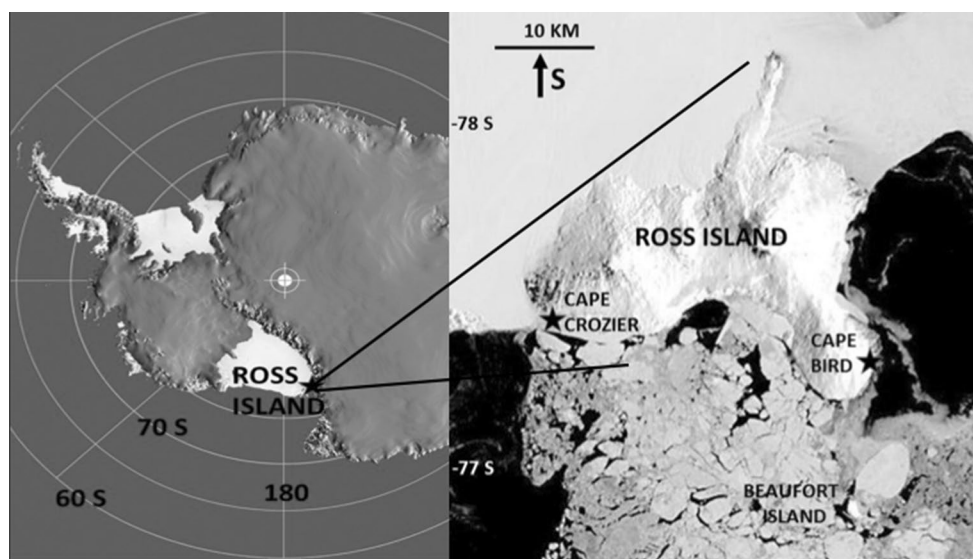 ROSS
ISLAND
70 S
60 S
180
10 KM
S
-78 S
ROSS ISLAND
CAPE
CROZIER
CAPE
BIRD
-77 S
BEAUFORT
ISLAND